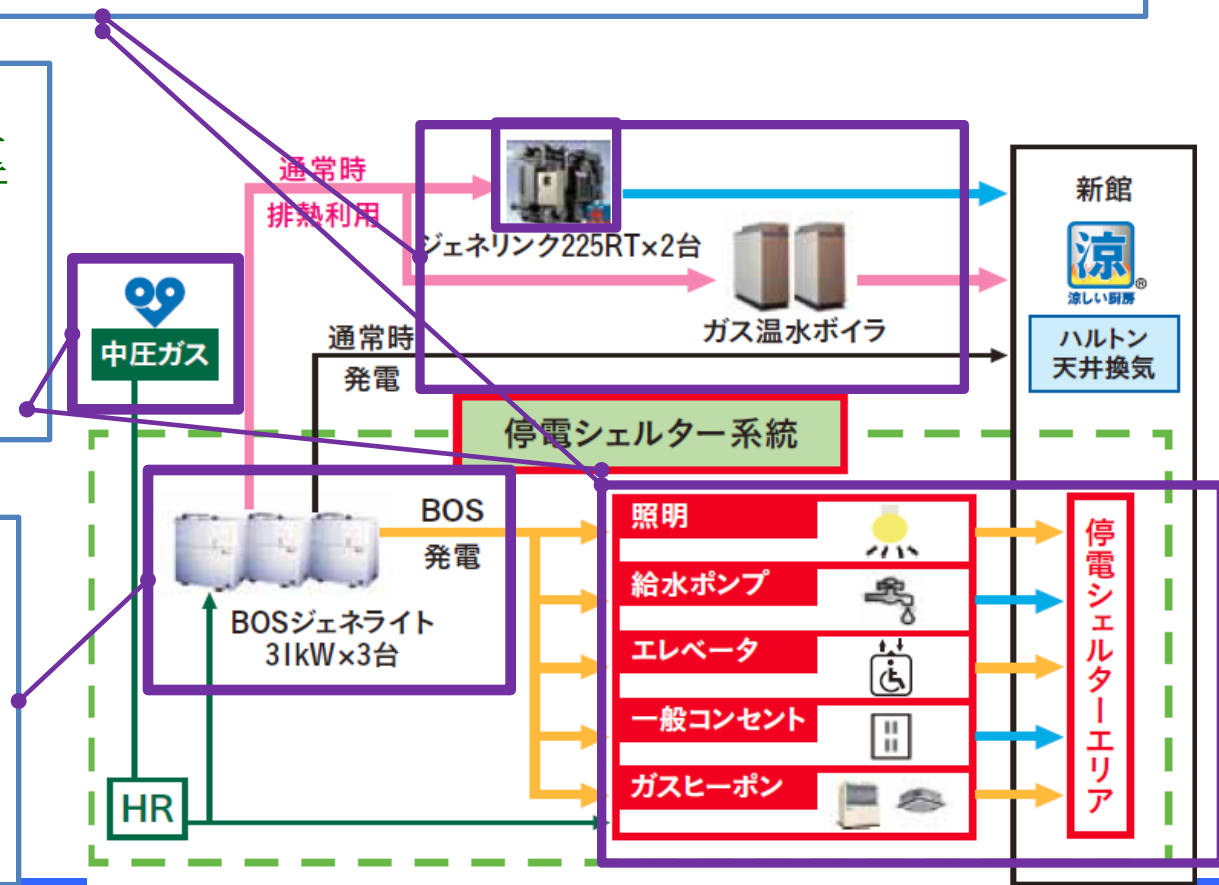 通常時
排熱利用
ジェネリンク225RT×2台
ガス温水ボイラ
新館
涼
®
涼しい厨房
ハルトン
天井換気
中圧ガス
通常時
発電
停電シェルター系統
BOS
発電
BOSジェネライト
31kW×3台
照明
給水ポンプ
エレベータ
一般コンセント
ガスヒーポン
停電シェルターエリア
HR